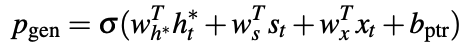 p_gen = σ(w_{h*}^T h_t^* + w_s^T s_t + w_x^T x_t + b_ptr)